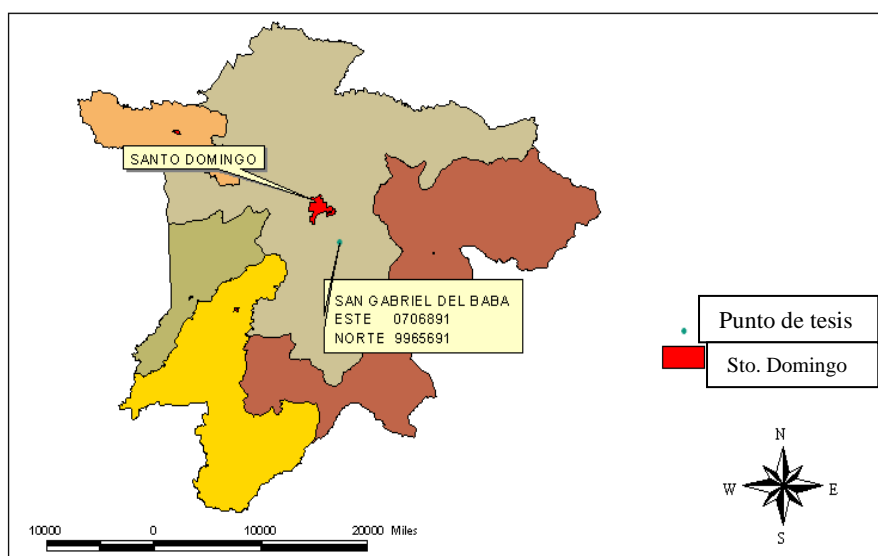 SANTO DOMINGO
SAN GABRIEL DEL BABA
ESTE 0706891
NORTE 9965691
Punto de tesis
Sto. Domingo
N
W E
S
10000 0 10000 20000 Miles